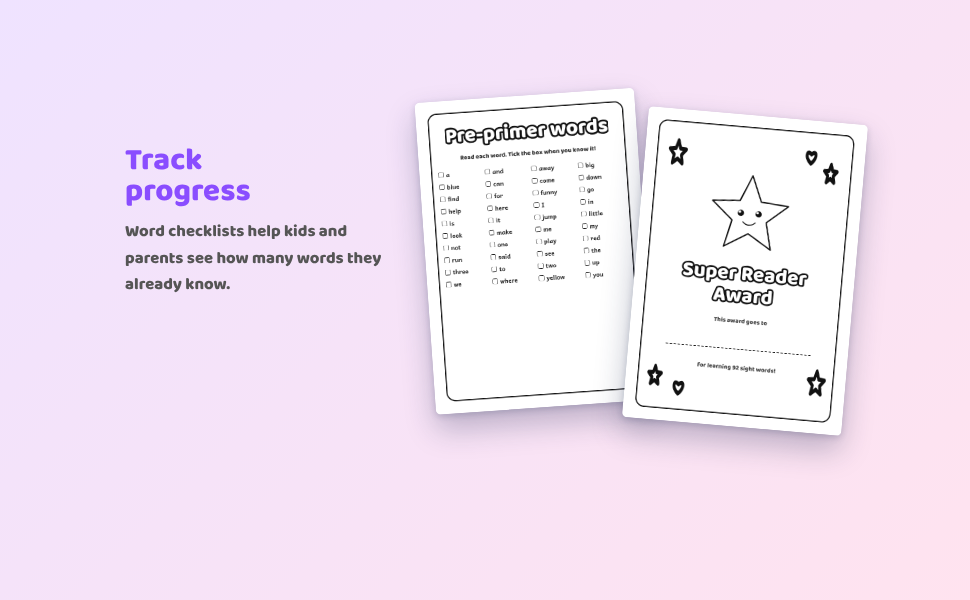 Track
progress
Word checklists help kids and
parents see how many words they
already know.
Pre-primer words
Read each word. Tick the box when you know it!
a and away big
blue can come down
find for funny go
help here I in
is it jump little
look make me my
not one play red
run said see the
three to two up
we where yellow you
Super Reader
Award
This award goes to
For learning 92 sight words!